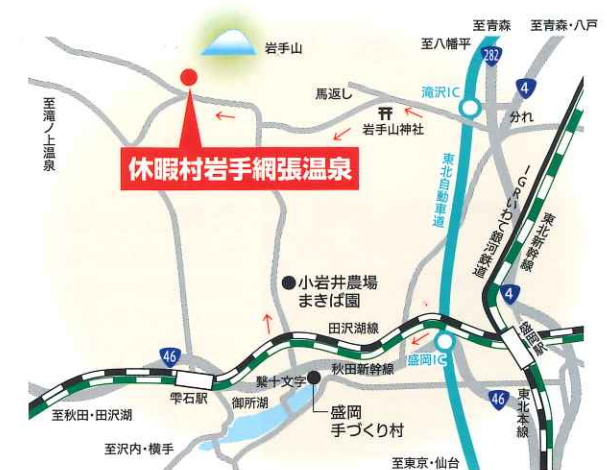 至青森
至青森・八戸
至八幡平
282
4
岩手山
馬返し
滝沢IC
分れ
岩手山神社
至滝ノ上温泉
休暇村岩手網張温泉
東北自動車道
IGRいわて銀河鉄道
東北新幹線
小岩井農場
まきば園
4
田沢湖線
盛岡駅
46
盛岡IC
秋田新幹線
繋十文字
雫石駅
御所湖
46
盛岡
手づくり村
東北本線
至秋田・田沢湖
至沢内・横手
至東京・仙台